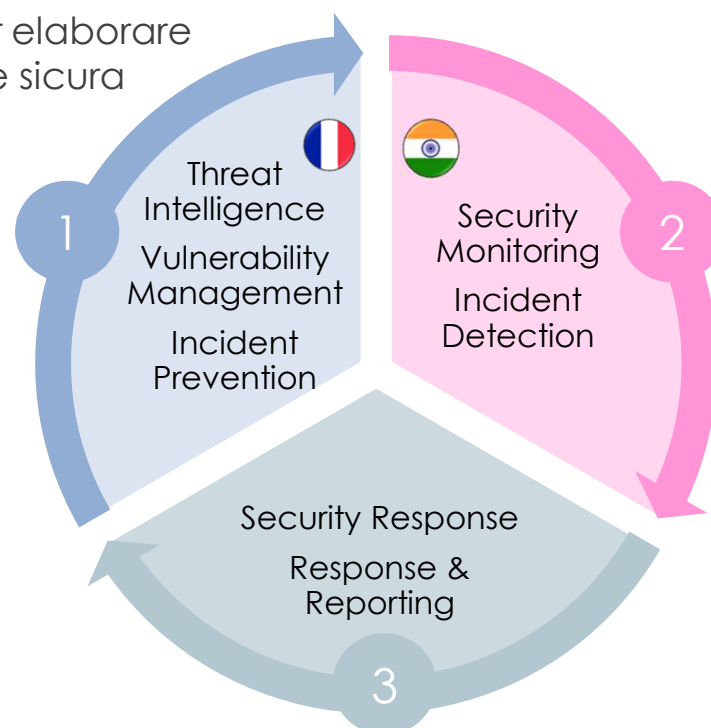 elaborare
e sicura
1
Threat
Intelligence
Vulnerability
Management
Incident
Prevention
2
Security
Monitoring
Incident
Detection
Security Response
Response &
Reporting
3